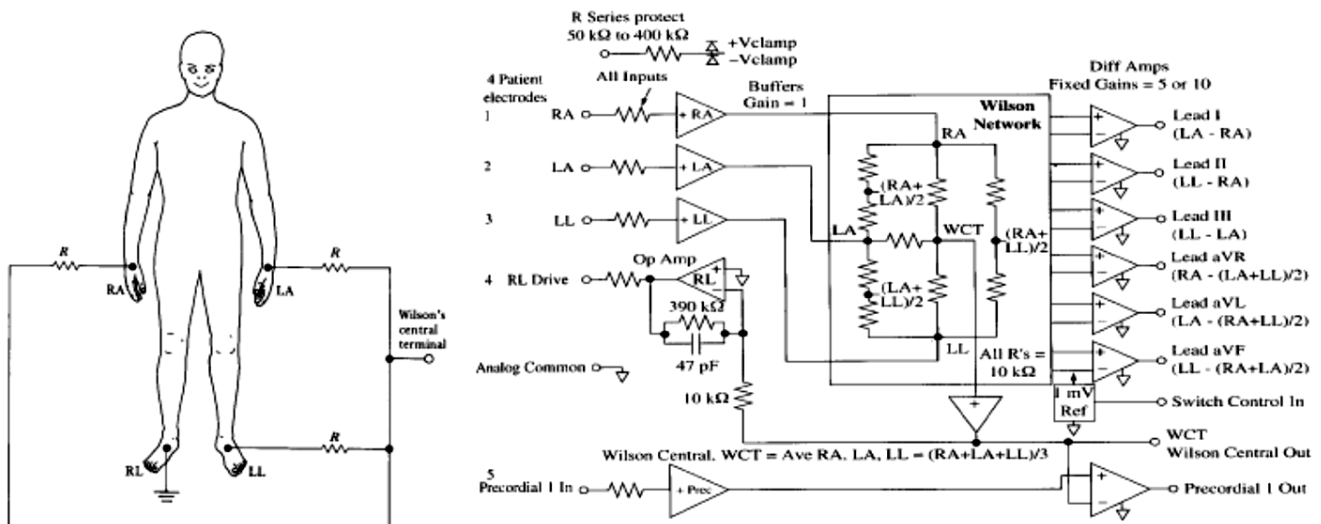 R
RA
LA
R
Wilson's
central
terminal
R
RL
LL
R Series protect
50 kΩ to 400 kΩ
+Vclamp
−Vclamp
4 Patient
electrodes
All Inputs
Buffers
Gain = 1
Wilson
Network
Diff Amps
Fixed Gains = 5 or 10
1
RA
+ RA
RA
+
−
Lead I
(LA - RA)
2
LA
+ LA
(RA+
LA)/2
+
−
Lead II
(LL - RA)
3
LL
+ LL
LA
WCT
(RA+
LL)/2
+
−
Lead III
(LL - LA)
Op Amp
4
RL Drive
RL
+
−
(LA+
LL)/2
+
−
Lead aVR
(RA - (LA+LL)/2)
390 kΩ
47 pF
+
−
Lead aVL
(LA - (RA+LL)/2)
Analog Common
LL
All R's =
10 kΩ
+
−
Lead aVF
(LL - (RA+LA)/2)
10 kΩ
+
1 mV
Ref
Switch Control In
WCT
Wilson Central Out
Wilson Central, WCT = Ave RA, LA, LL = (RA+LA+LL)/3
5
Precordial 1 In
+ Prec
+
−
Precordial 1 Out